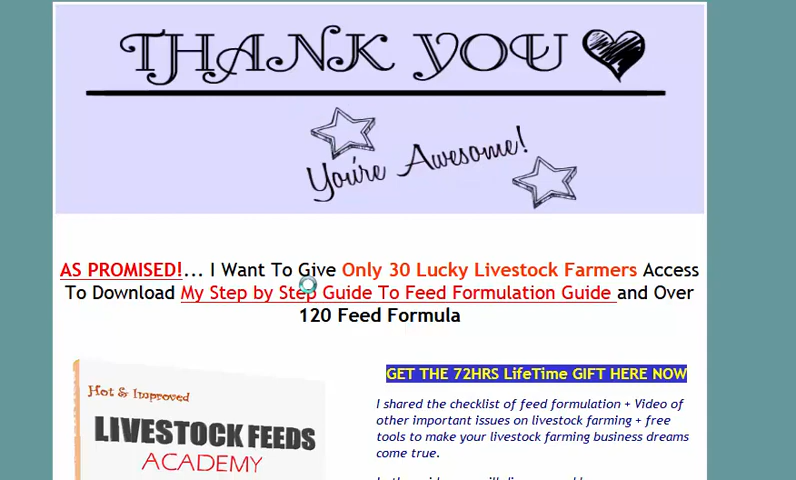 THANK YOU
You're Awesome!
AS PROMISED!... I Want To Give Only 30 Lucky Livestock Farmers Access
To Download My Step by Step Guide To Feed Formulation Guide and Over
120 Feed Formula
Hot & Improved
LIVESTOCK FEEDS
ACADEMY
GET THE 72HRS LifeTime GIFT HERE NOW
I shared the checklist of feed formulation + Video of
other important issues on livestock farming + free
tools to make your livestock farming business dreams
come true.